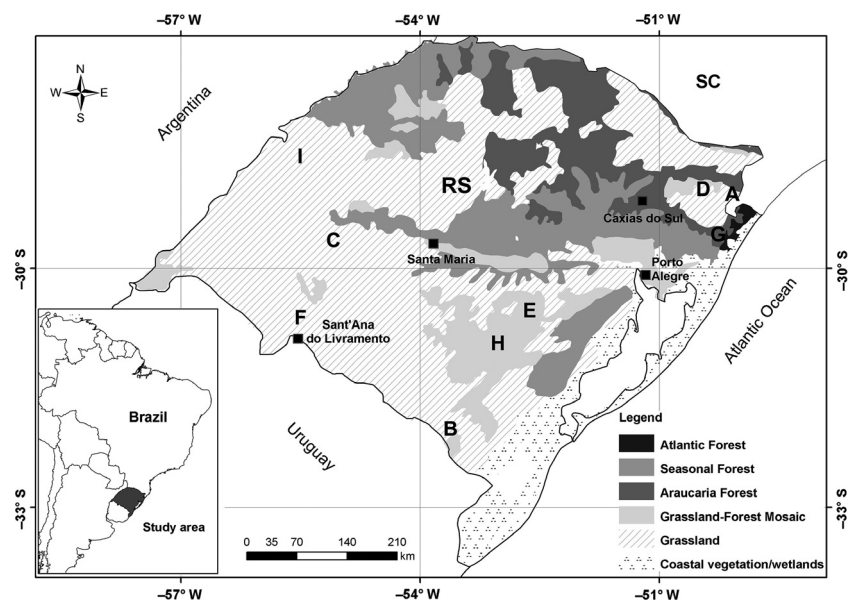 –57° W
–54° W
–51° W
N
W E
S
Argentina
SC
I
RS
D
A
Caxias do Sul
G
C
Santa Maria
–30° S
–30° S
Porto
Alegre
F
E
Sant'Ana
do Livramento
H
Atlantic Ocean
B
Uruguay
Brazil
Study area
Legend
Atlantic Forest
Seasonal Forest
Araucaria Forest
Grassland-Forest Mosaic
Grassland
Coastal vegetation/wetlands
–33° S
–33° S
0 35 70 140 210
km
–57° W
–54° W
–51° W